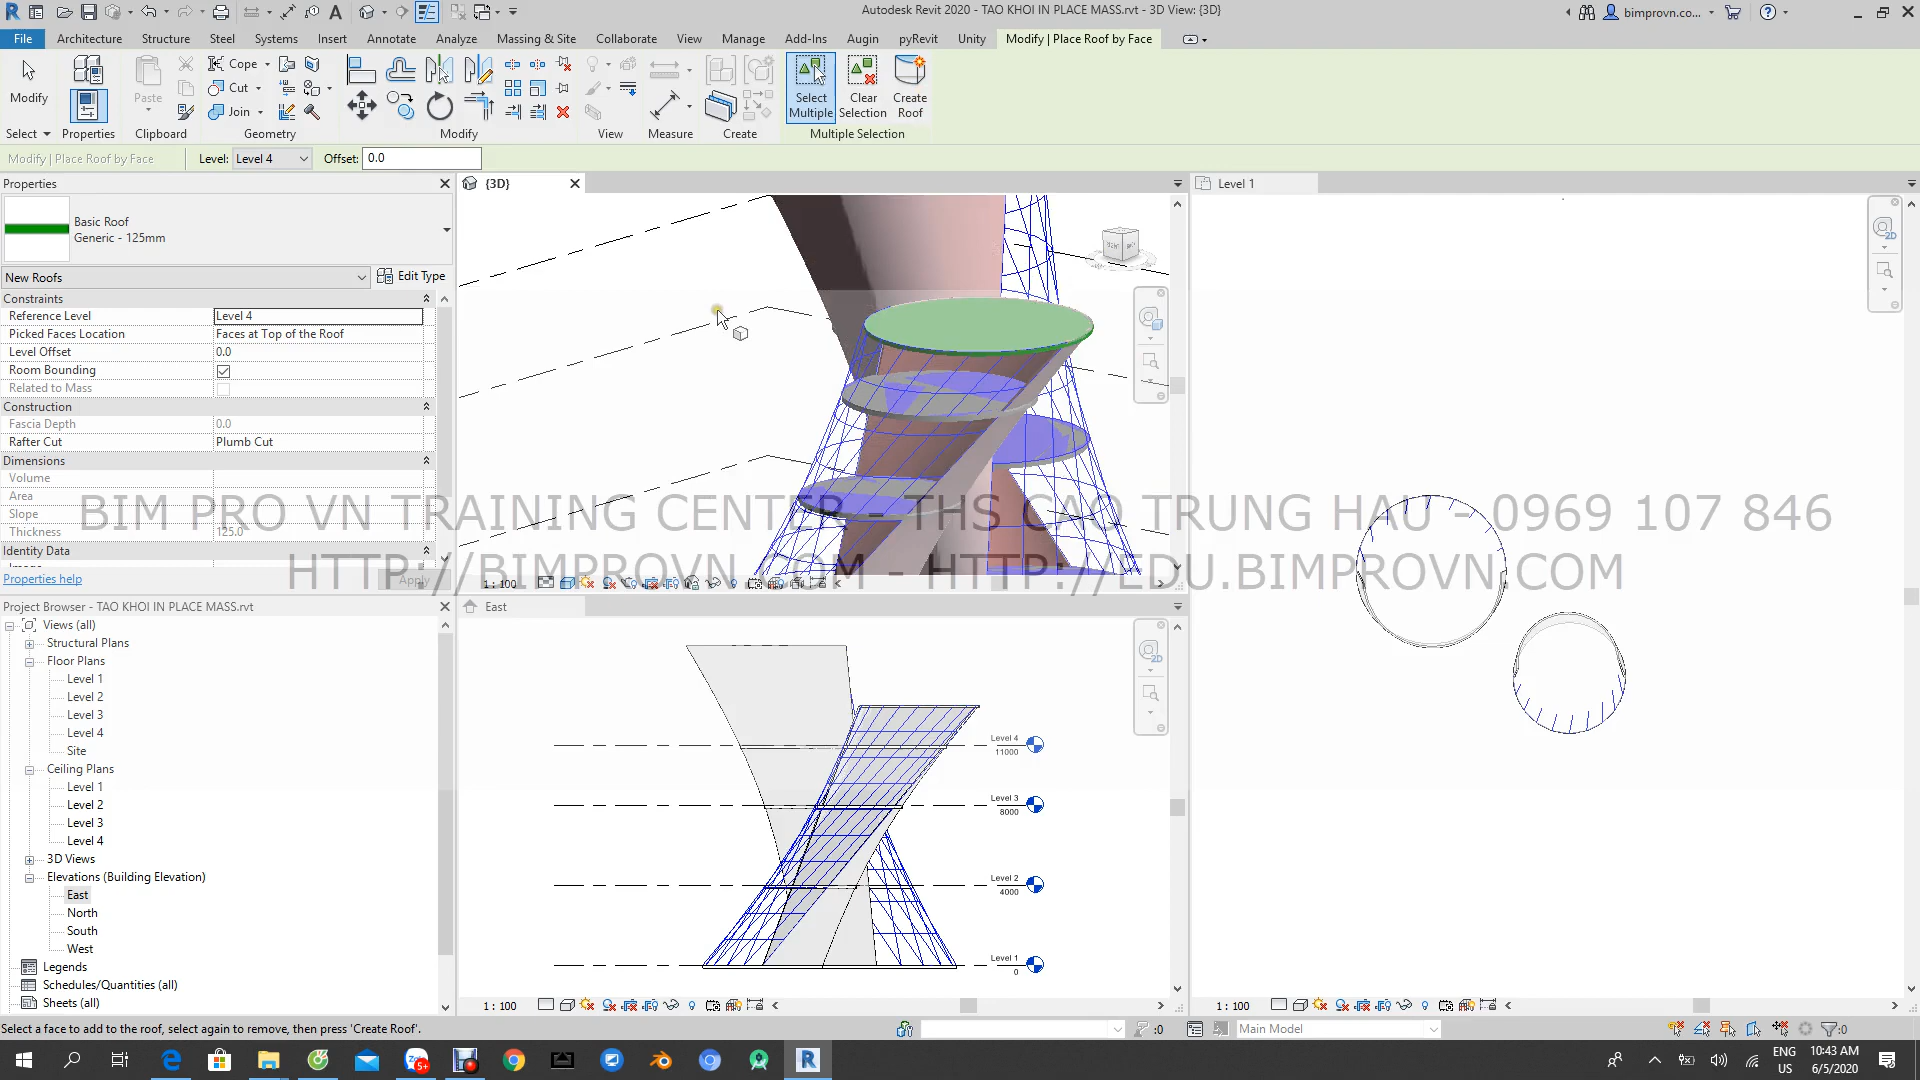 Autodesk Revit 2020 - TAO KHOI IN PLACE MASS.rvt - 3D View: {3D}
bimprovn.co...
File Architecture Structure Steel Systems Insert Annotate Analyze Massing & Site Collaborate View Manage Add-Ins Augin pyRevit Unity Modify | Place Roof by Face
Modify
Paste
Cope
Cut
Join
Select Multiple
Clear Selection
Create Roof
Select Properties Clipboard Geometry Modify View Measure Create Multiple Selection
Modify | Place Roof by Face Level: Level 4 Offset: 0.0
Properties
{3D}
Level 1
Basic Roof
Generic - 125mm
New Roofs
Edit Type
Constraints
Reference Level Level 4
Picked Faces Location Faces at Top of the Roof
Level Offset 0.0
Room Bounding
Related to Mass
Construction
Fascia Depth 0.0
Rafter Cut Plumb Cut
Dimensions
Volume
Area
Slope
Thickness 125.0
Identity Data
Properties help
Apply
BIM PRO VN TRAINING CENTER - THS CAO TRUNG HAU - 0969 107 846
HTTP://BIMPROVN.COM - HTTP://EDU.BIMPROVN.COM
1 : 100
Project Browser - TAO KHOI IN PLACE MASS.rvt
East
Views (all)
Structural Plans
Floor Plans
Level 1
Level 2
Level 3
Level 4
Site
Ceiling Plans
Level 1
Level 2
Level 3
Level 4
3D Views
Elevations (Building Elevation)
East
North
South
West
Legends
Schedules/Quantities (all)
Sheets (all)
Level 4
11000
Level 3
8000
Level 2
4000
Level 1
0
1 : 100
1 : 100
Select a face to add to the roof, select again to remove, then press 'Create Roof'.
:0
Main Model
:0
ENG
US
10:43 AM
6/5/2020